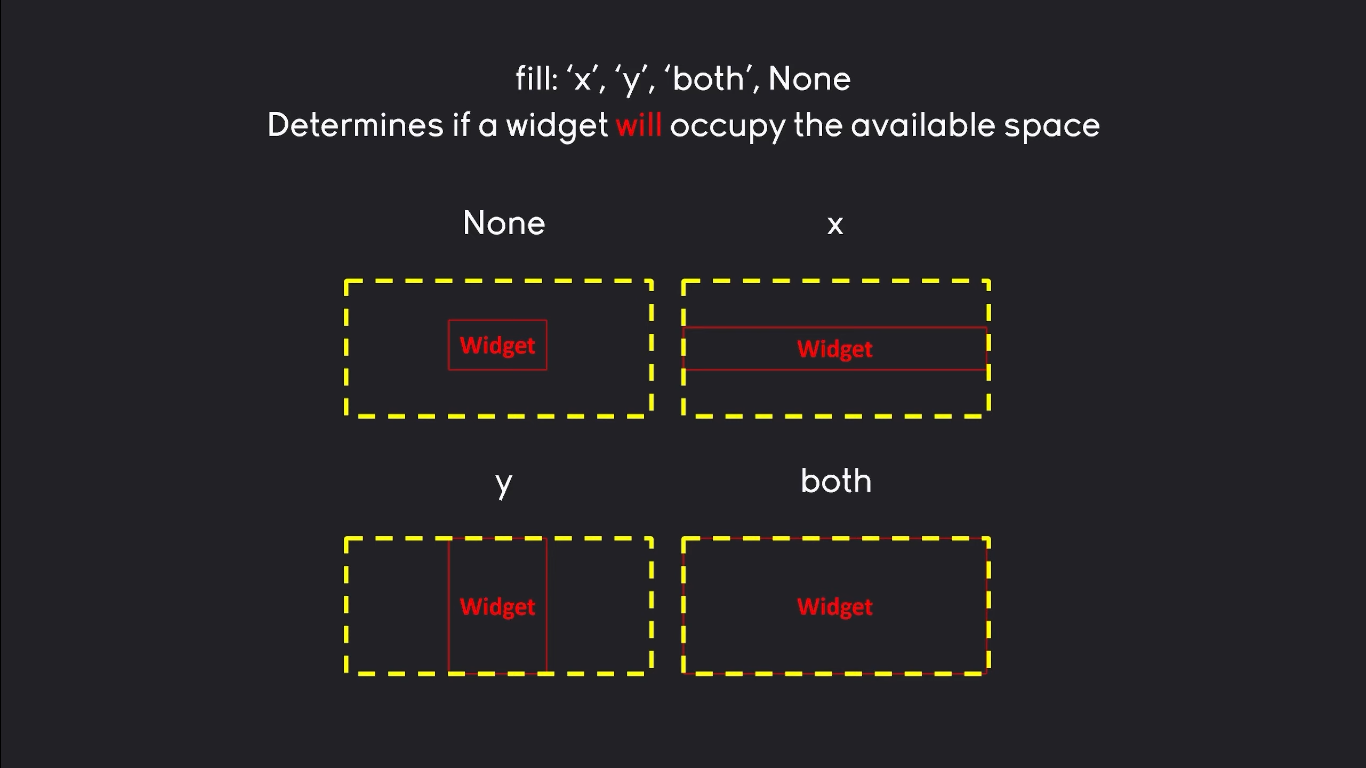 fill: ‘x’, ‘y’, ‘both’, None
Determines if a widget will occupy the available space
None
x
Widget
Widget
y
both
Widget
Widget